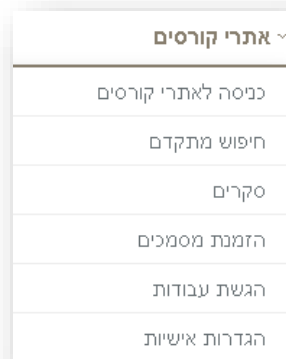 אתרי קורסים
כניסה לאתרי קורסים
חיפוש מתקדם
סקרים
הזמנת מסמכים
הגשת עבודות
הגדרות אישיות